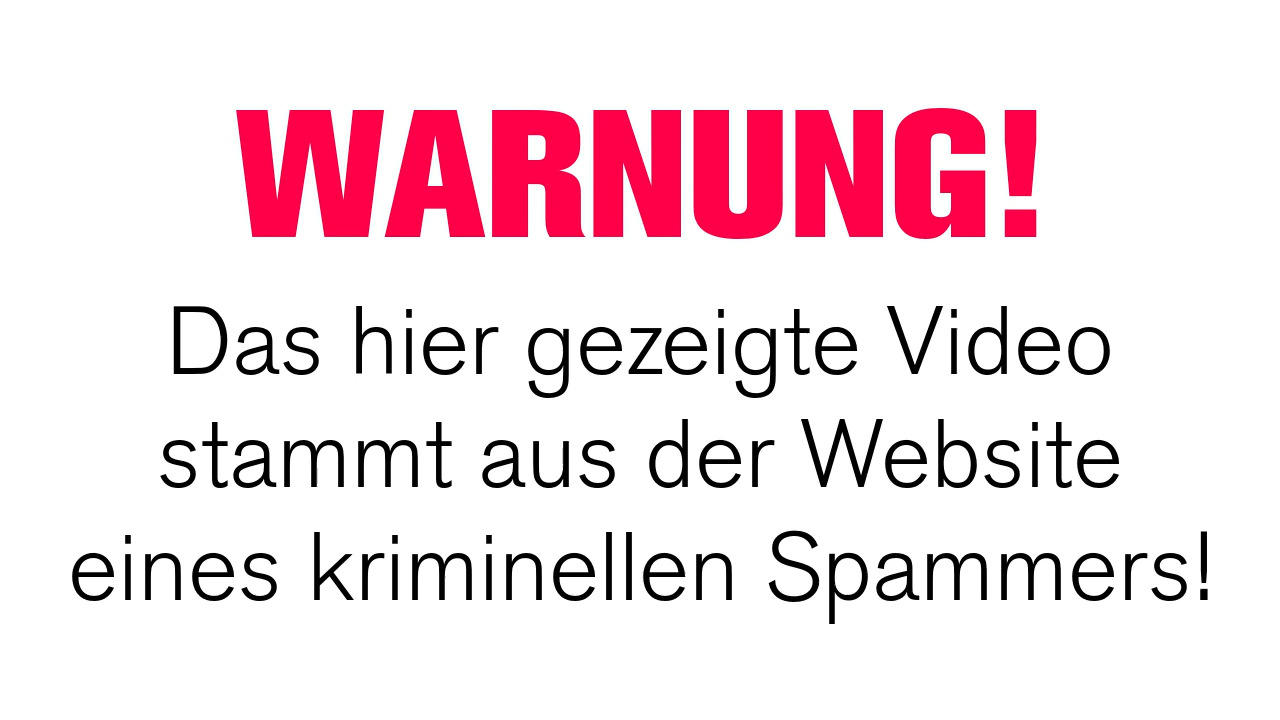 WARNUNG!
Das hier gezeigte Video
stammt aus der Website
eines kriminellen Spammers!